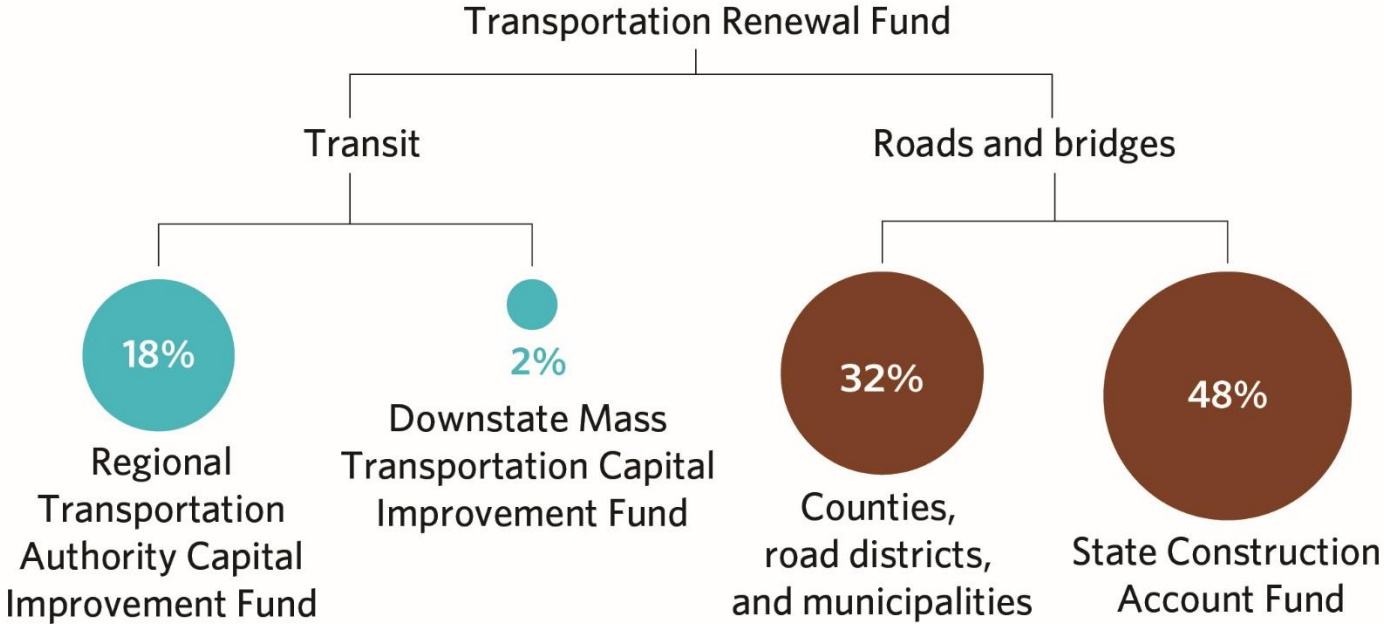 Transportation Renewal Fund
Transit
Roads and bridges
18%
Regional
Transportation
Authority Capital
Improvement Fund
2%
Downstate Mass
Transportation Capital
Improvement Fund
32%
Counties,
road districts,
and municipalities
48%
State Construction
Account Fund